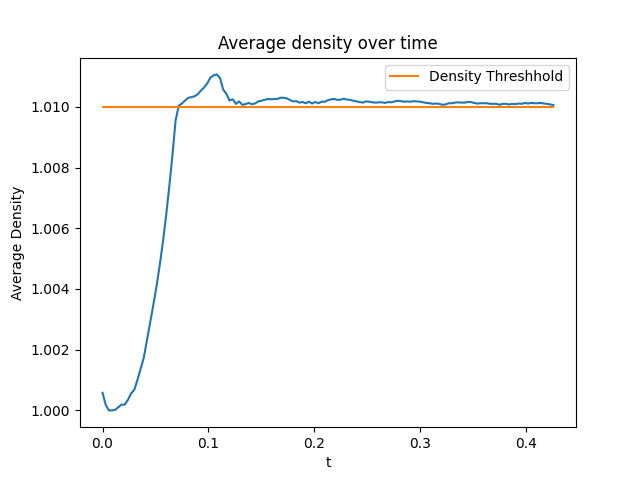 Average density over time
Density Threshhold
1.010
1.008
1.006
1.004
1.002
1.000
Average Density
0.0 0.1 0.2 0.3 0.4
t